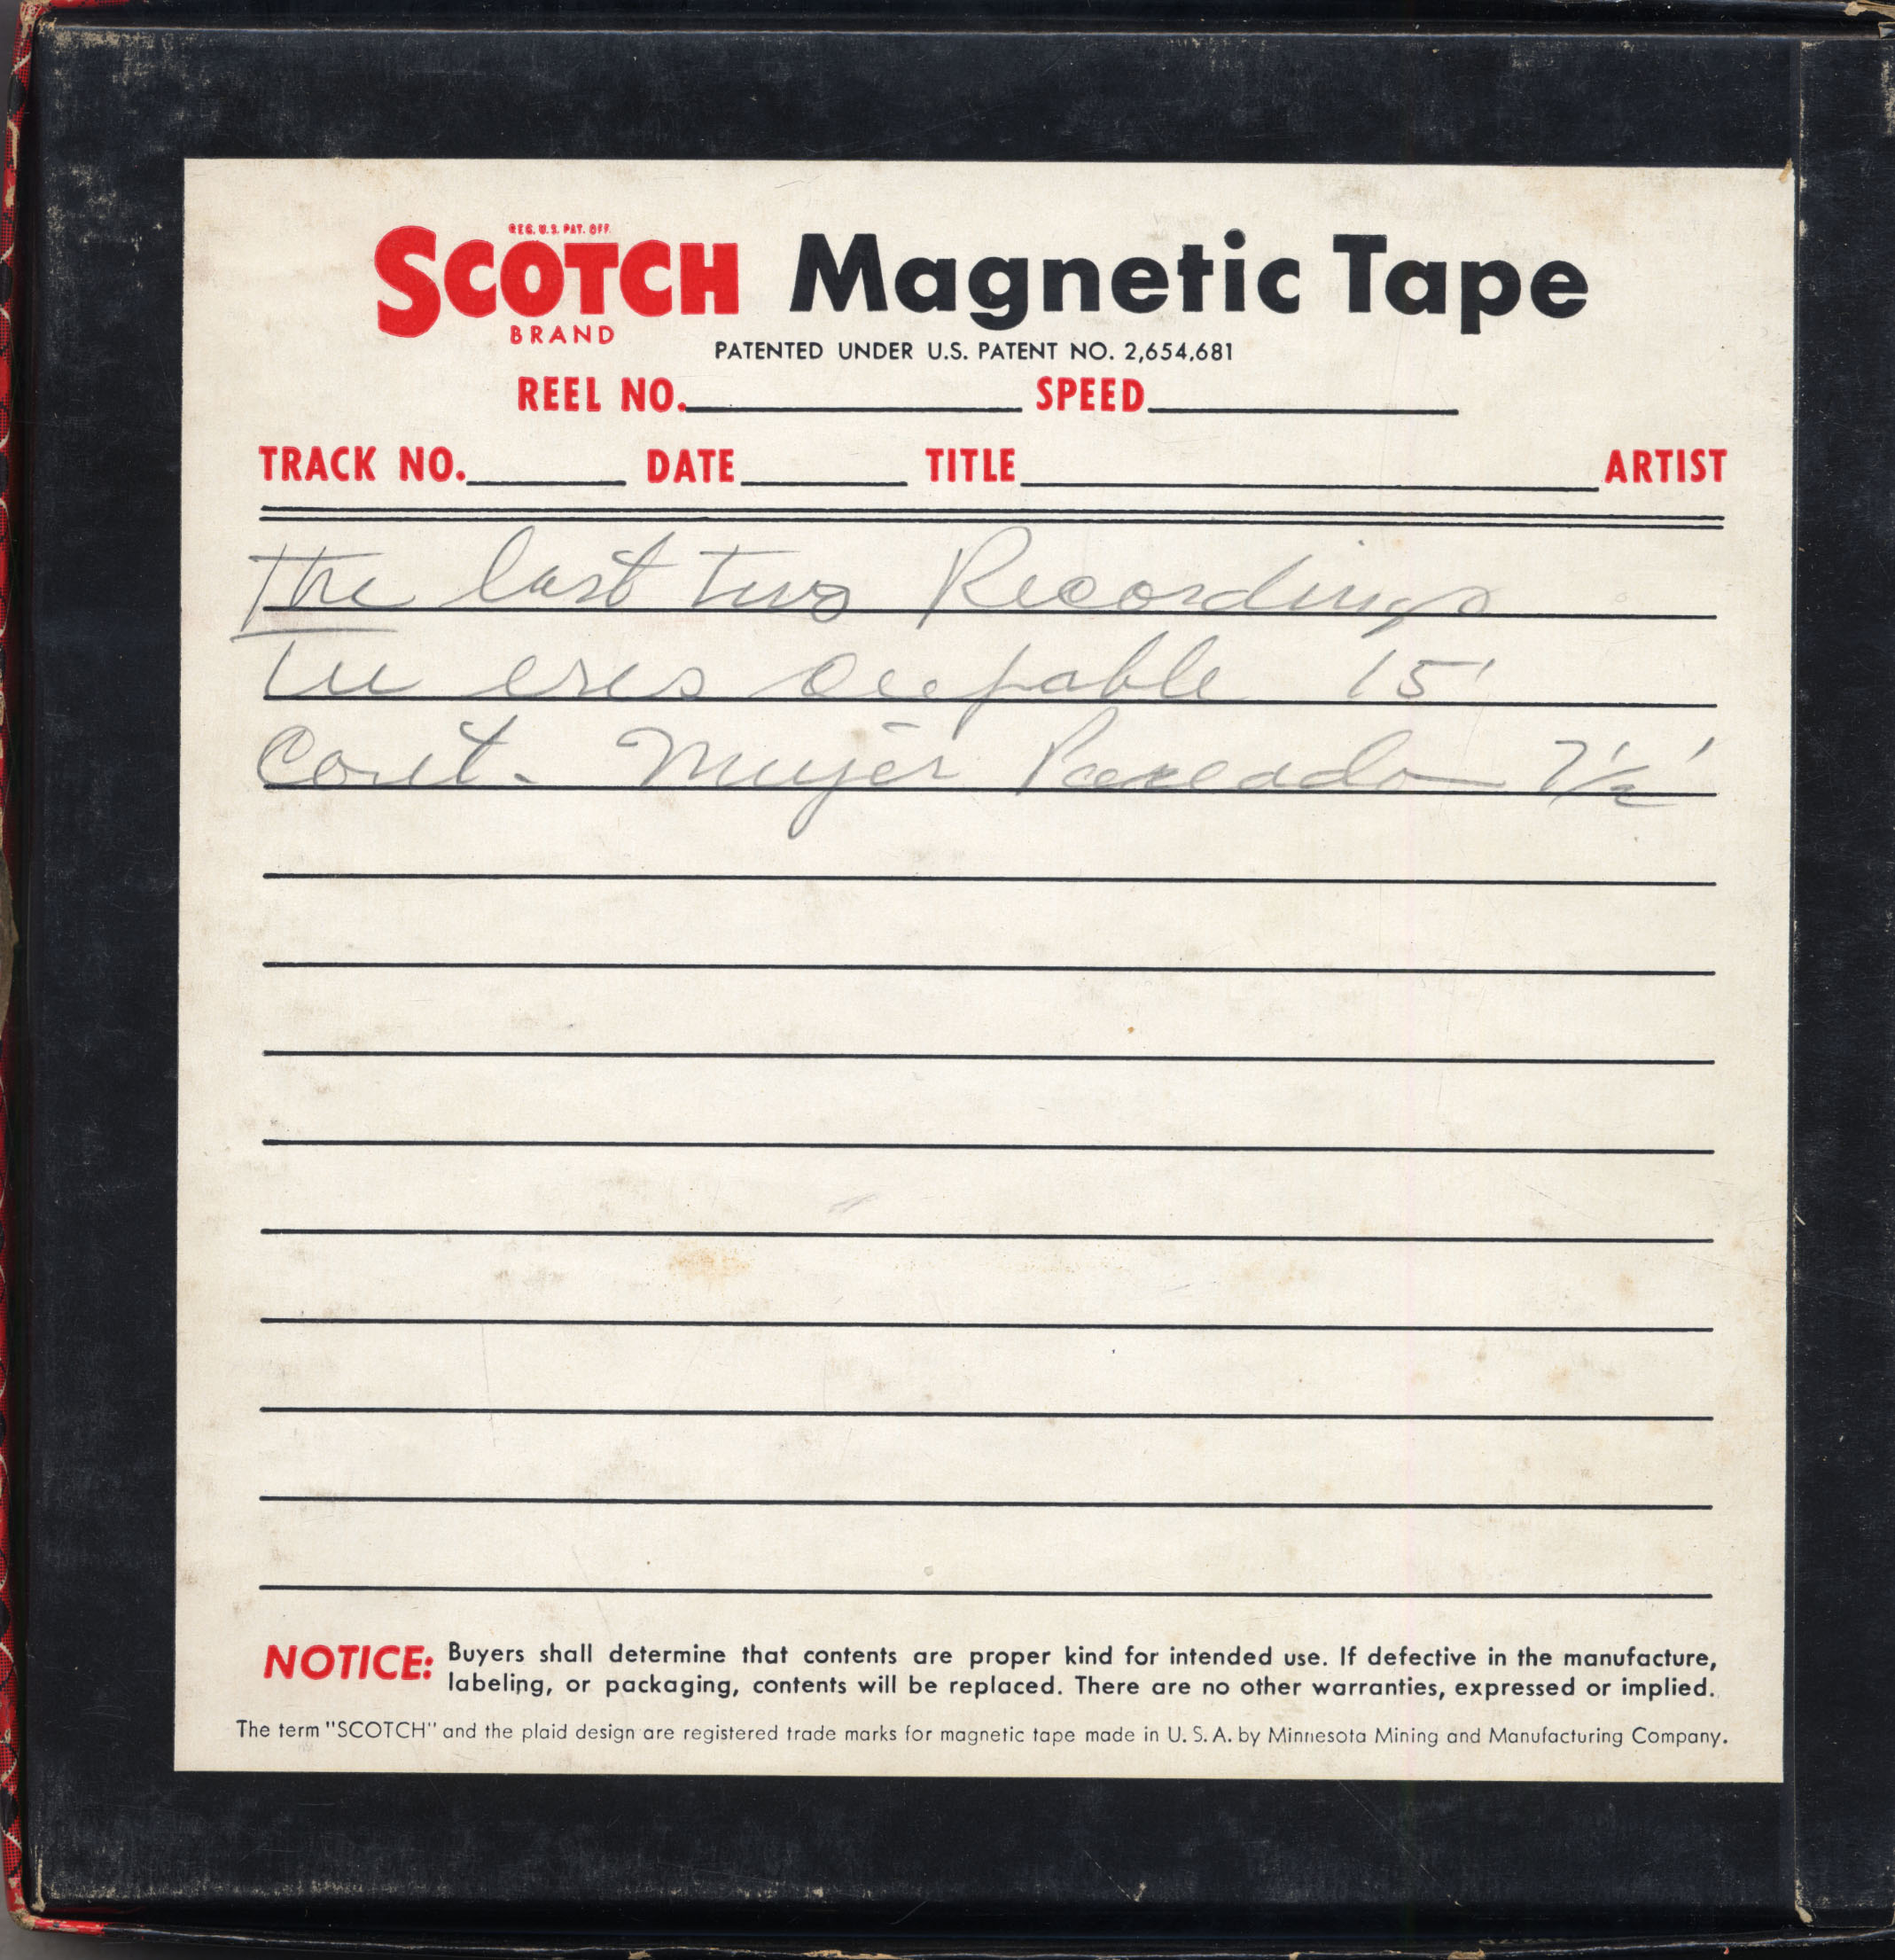 REG. U.S. PAT. OFF.
SCOTCH Magnetic Tape
BRAND
PATENTED UNDER U.S. PATENT NO. 2,654,681
REEL NO. SPEED
TRACK NO. DATE TITLE ARTIST
The last two Recordings
Tu eres 15'
Cont. Mujer 7 1/2'
NOTICE: Buyers shall determine that contents are proper kind for intended use. If defective in the manufacture,
labeling, or packaging, contents will be replaced. There are no other warranties, expressed or implied.
The term "SCOTCH" and the plaid design are registered trade marks for magnetic tape made in U. S. A. by Minnesota Mining and Manufacturing Company.